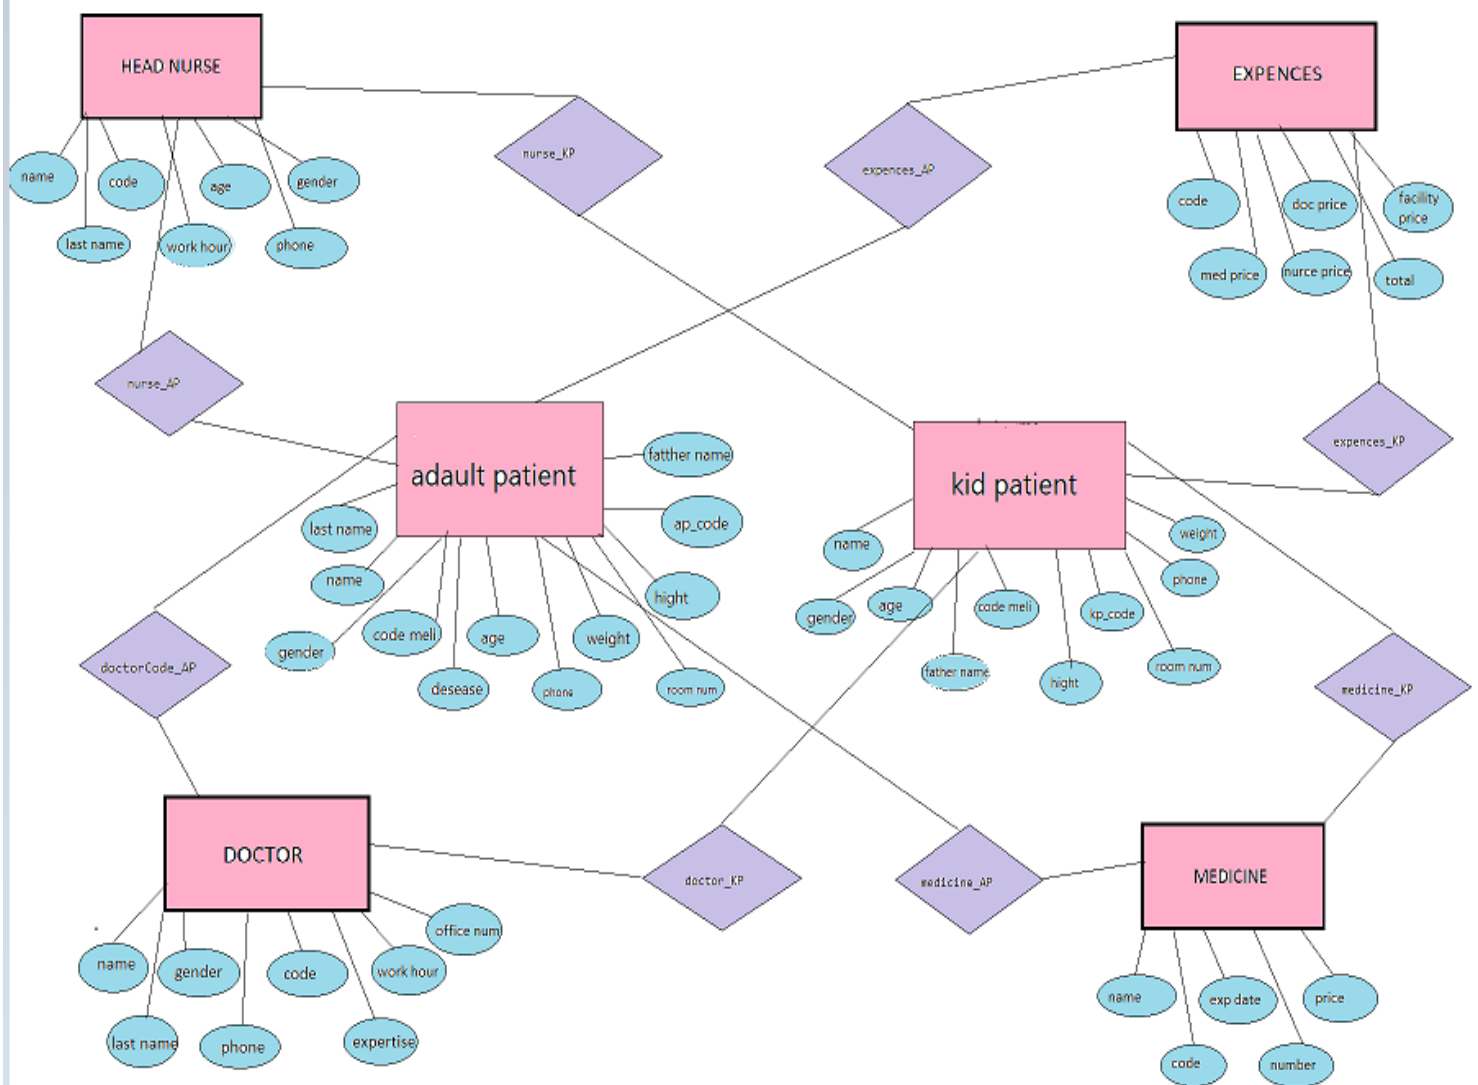 HEAD NURSE
EXPENCES
nurse_KP
expences_AP
name
code
age
gender
last name
work hour
phone
code
doc price
facility
price
med price
nurce price
total
nurse_AP
expences_KP
adault patient
kid patient
fatther name
ap_code
last name
name
hight
gender
code meli
age
weight
desease
phone
room num
name
weight
phone
gender
age
code meli
kp_code
father name
hight
room num
doctorCode_AP
medicine_KP
DOCTOR
doctor_KP
medicine_AP
MEDICINE
name
gender
code
work hour
office num
last name
phone
expertise
name
exp date
price
code
number